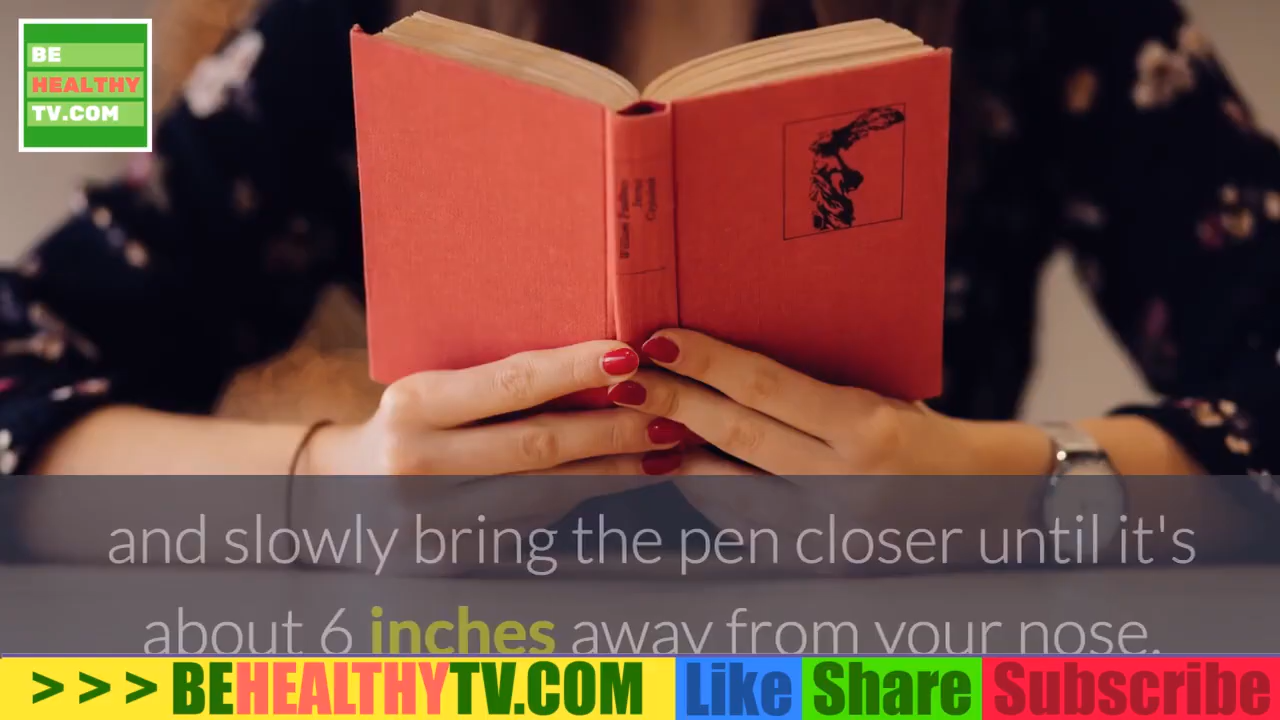 BE
HEALTHY
TV.COM
and slowly bring the pen closer until it's
about 6 inches away from your nose.
> > > BEHEALTHYTV.COM Like Share Subscribe